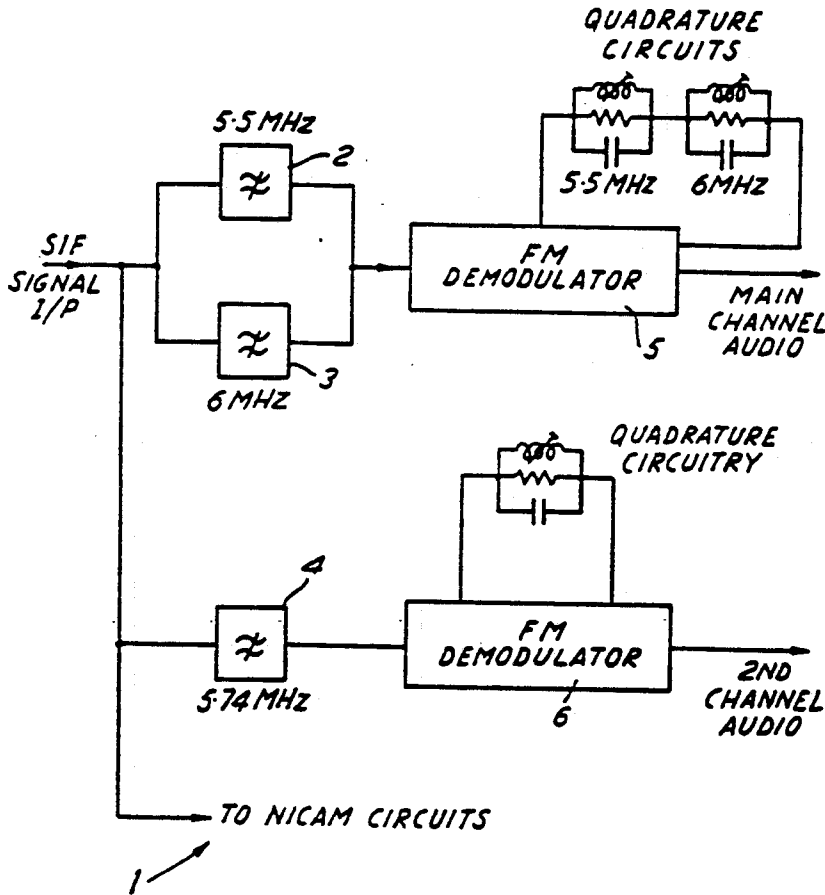 QUADRATURE
CIRCUITS
5.5 MHZ
2
5.5 MHZ
6 MHZ
SIF
SIGNAL
I/P
FM
DEMODULATOR
5
MAIN
CHANNEL
AUDIO
3
6 MHZ
QUADRATURE
CIRCUITRY
4
5.74 MHZ
FM
DEMODULATOR
6
2ND
CHANNEL
AUDIO
TO NICAM CIRCUITS
1